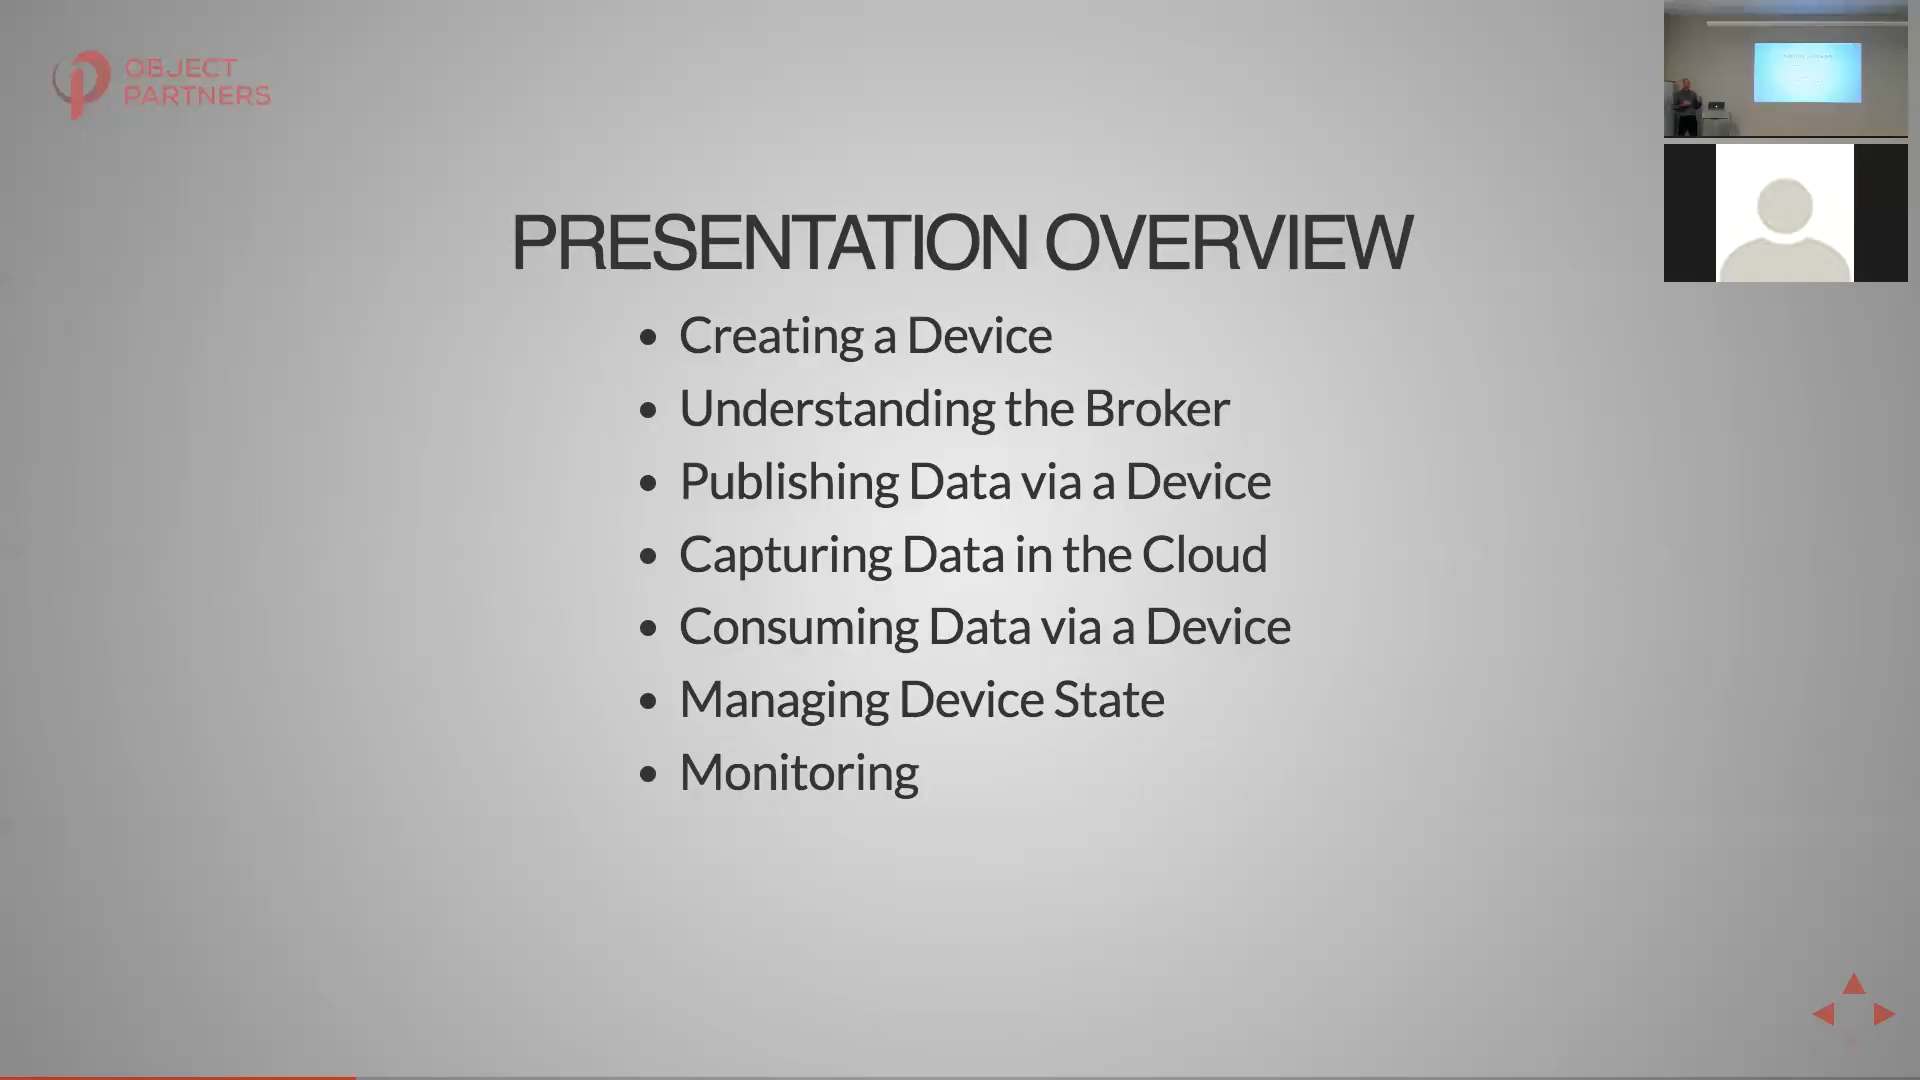 OBJECT
PARTNERS
PRESENTATION OVERVIEW
• Creating a Device
• Understanding the Broker
• Publishing Data via a Device
• Capturing Data in the Cloud
• Consuming Data via a Device
• Managing Device State
• Monitoring